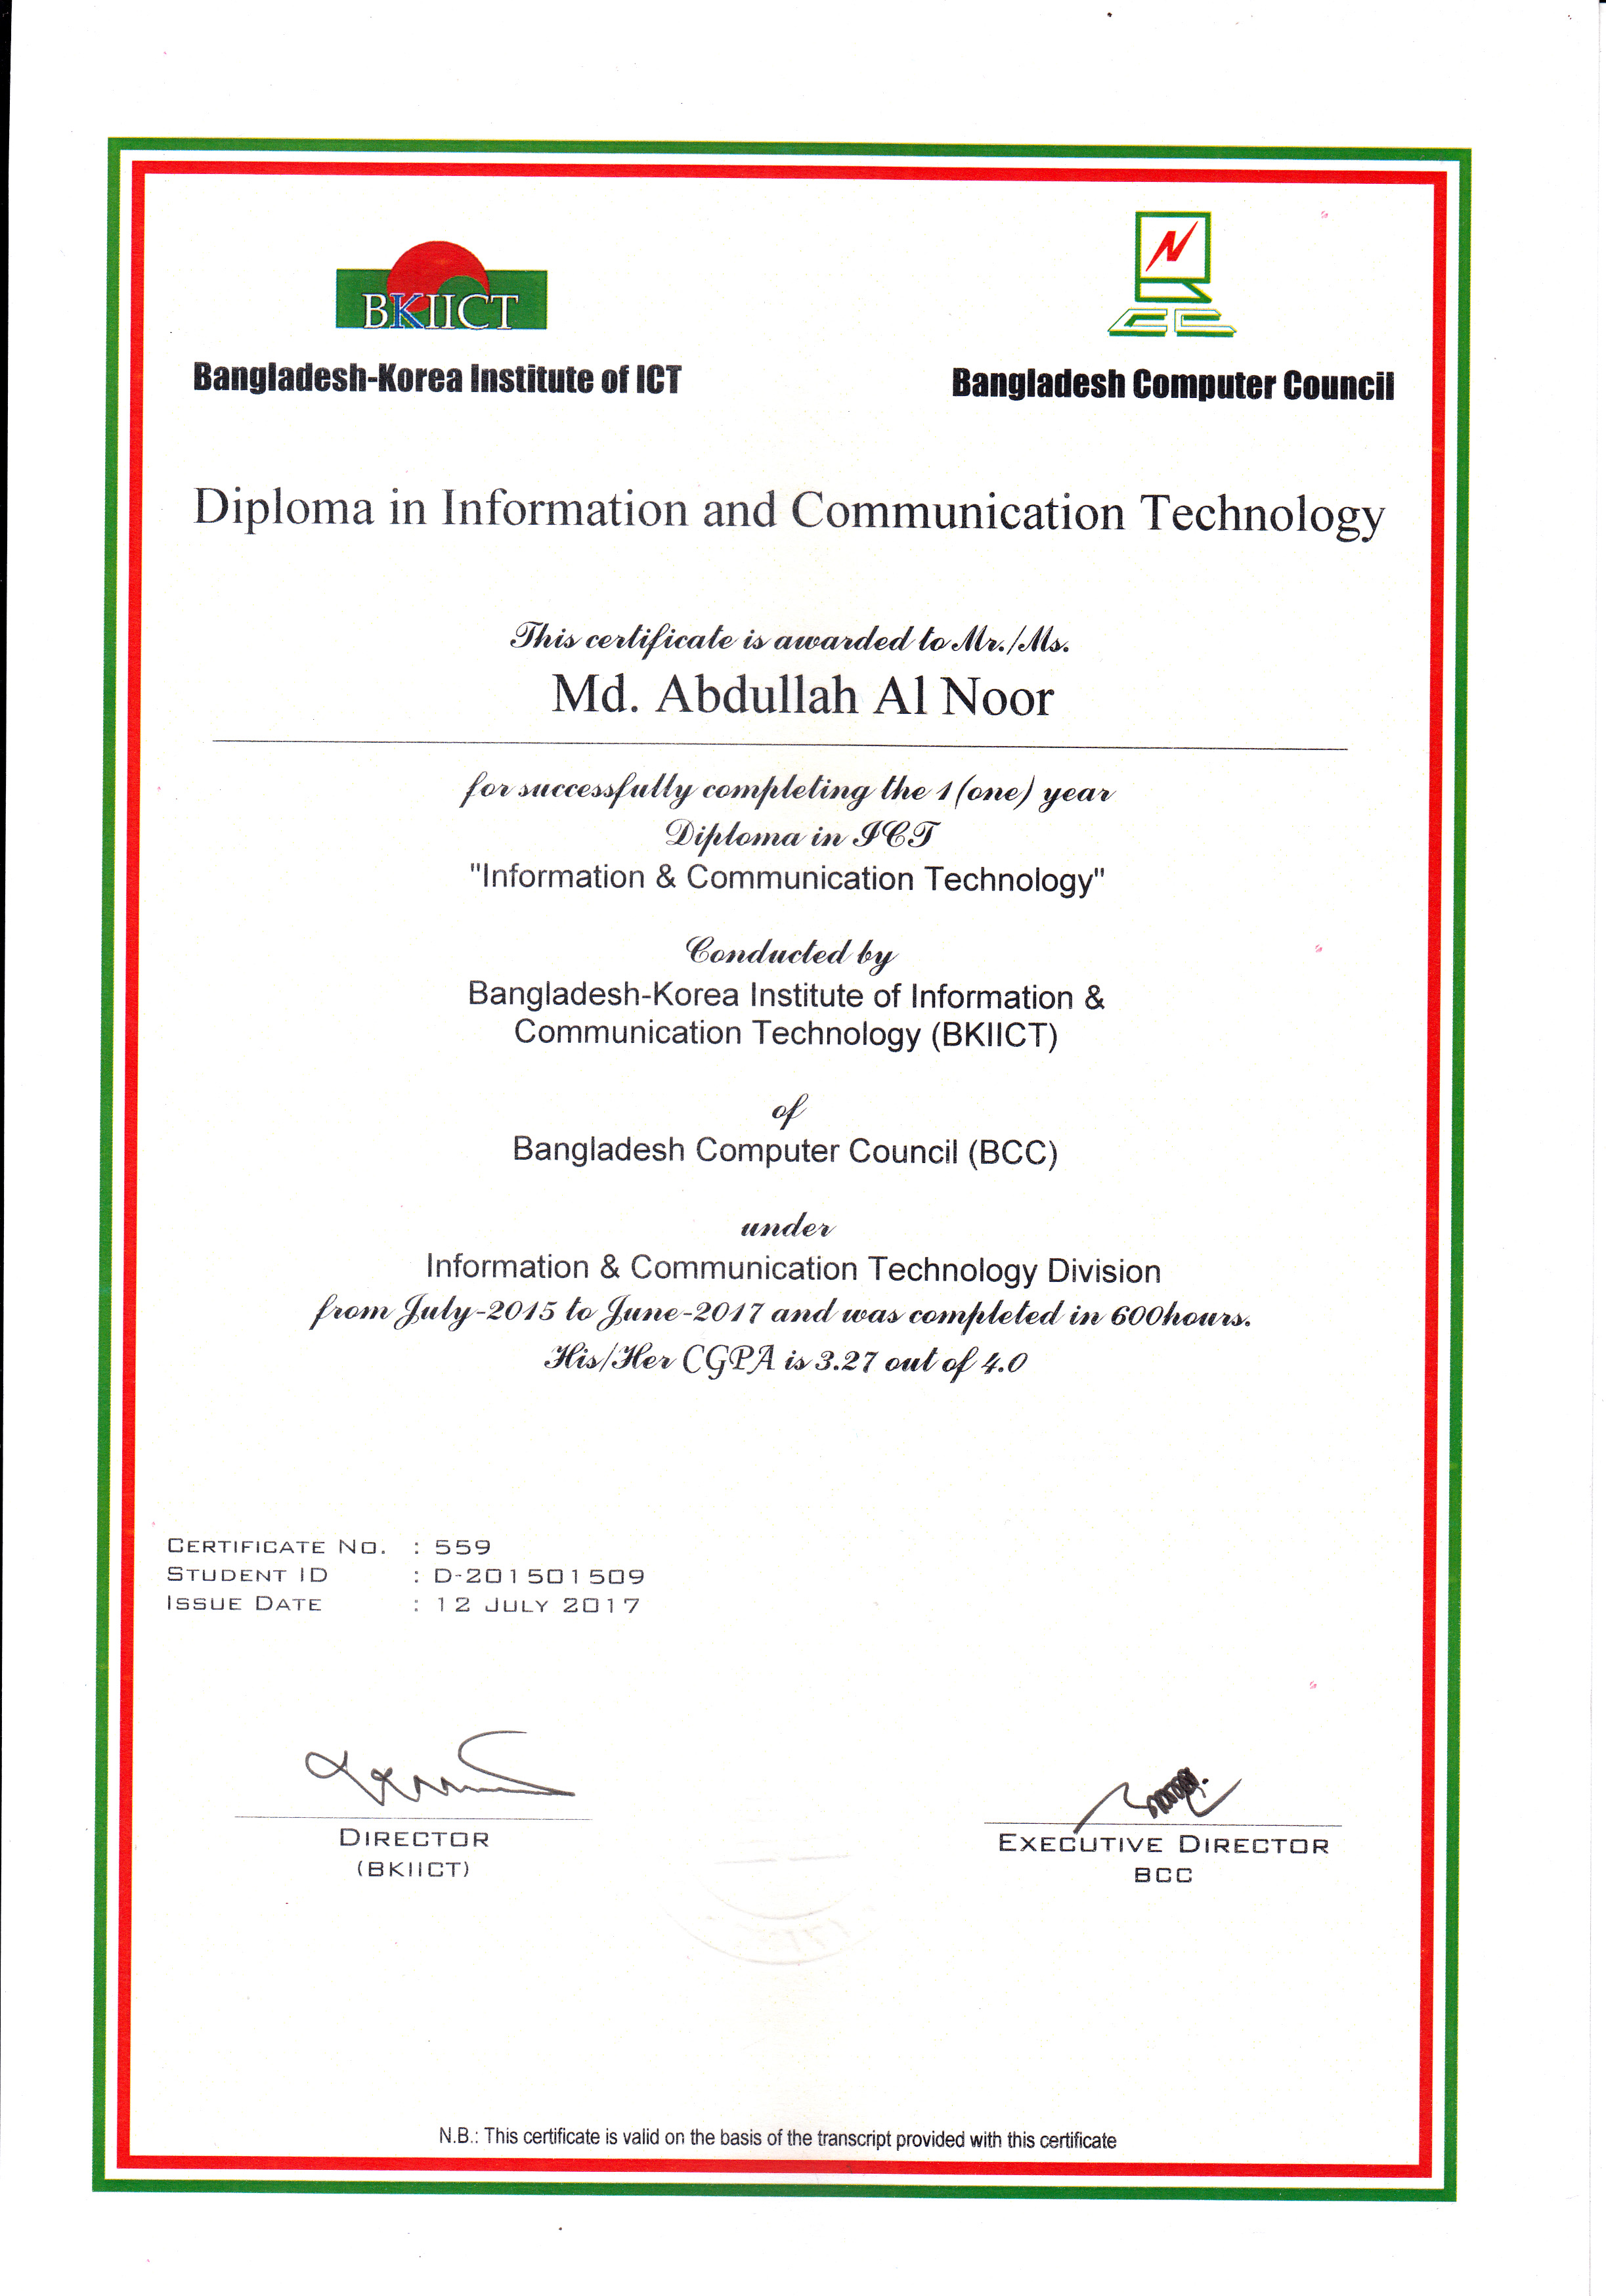 BKIICT
Bangladesh-Korea Institute of ICT
Bangladesh Computer Council
Diploma in Information and Communication Technology
This certificate is awarded to Mr./Ms.
Md. Abdullah Al Noor
for successfully completing the 1 (one) year
Diploma in ICT
"Information & Communication Technology"
Conducted by
Bangladesh-Korea Institute of Information &
Communication Technology (BKIICT)
of
Bangladesh Computer Council (BCC)
under
Information & Communication Technology Division
from July-2015 to June-2017 and was completed in 600hours.
His/Her CGPA is 3.27 out of 4.0
CERTIFICATE NO. : 559
STUDENT ID : D-201501509
ISSUE DATE : 12 JULY 2017
DIRECTOR
(BKIICT)
EXECUTIVE DIRECTOR
BCC
N.B.: This certificate is valid on the basis of the transcript provided with this certificate